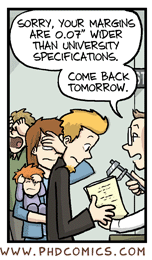 SORRY, YOUR MARGINS
ARE 0.07" WIDER
THAN UNIVERSITY
SPECIFICATIONS.
COME BACK
TOMORROW.
WWW.PHDCOMICS.COM